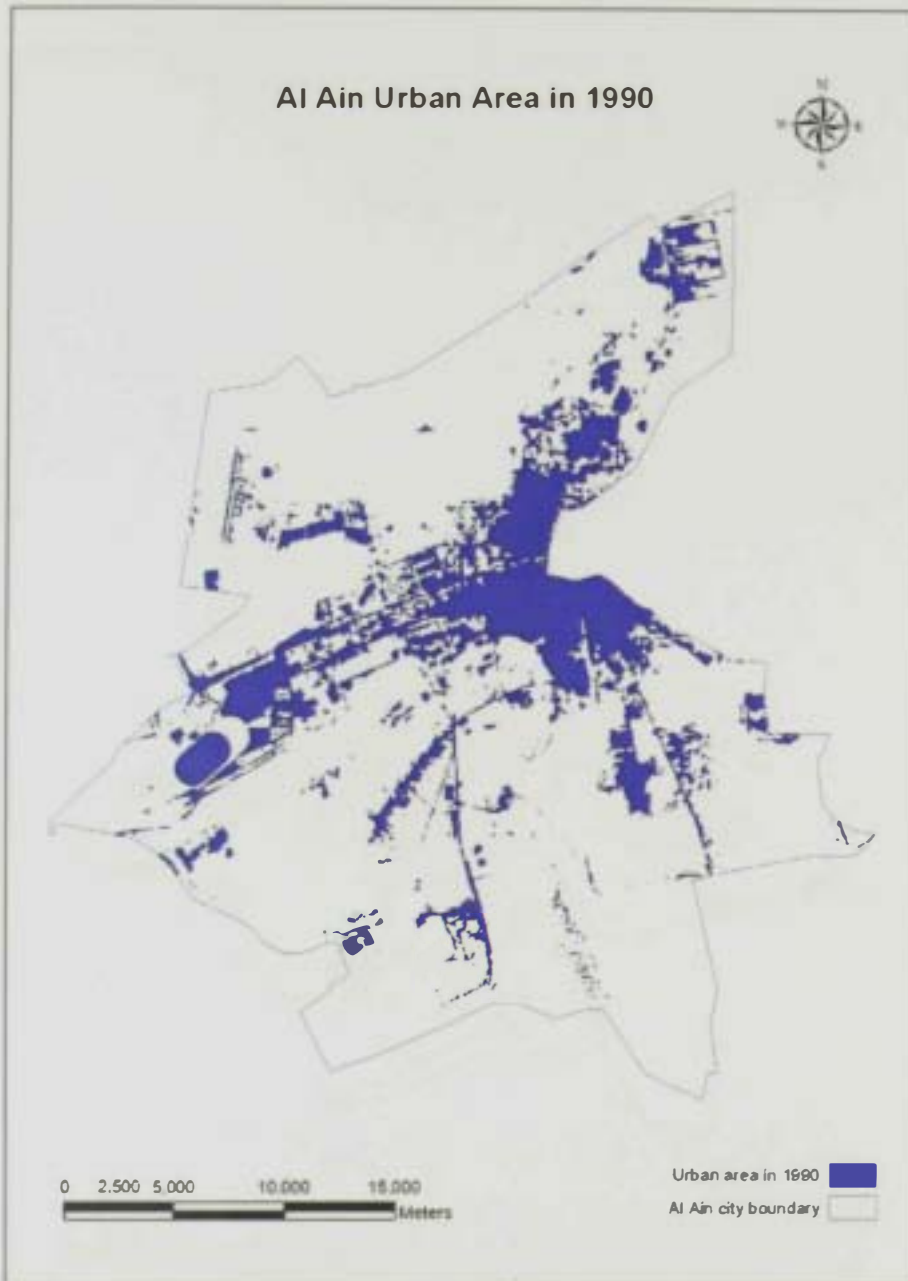 Al Ain Urban Area in 1990
N
S
0 2.500 5.000 10.000 15.000
Meters
Urban area in 1990
Al Ain city boundary